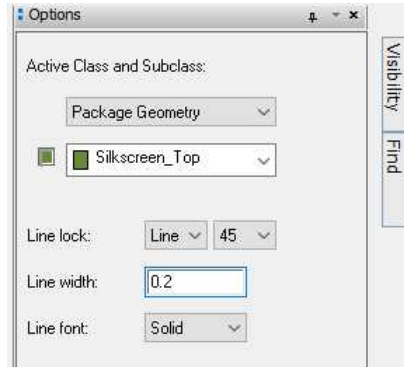 Options
Active Class and Subclass:
Package Geometry
Silkscreen_Top
Line lock: Line 45
Line width: 0.2
Line font: Solid
Visibility
Find